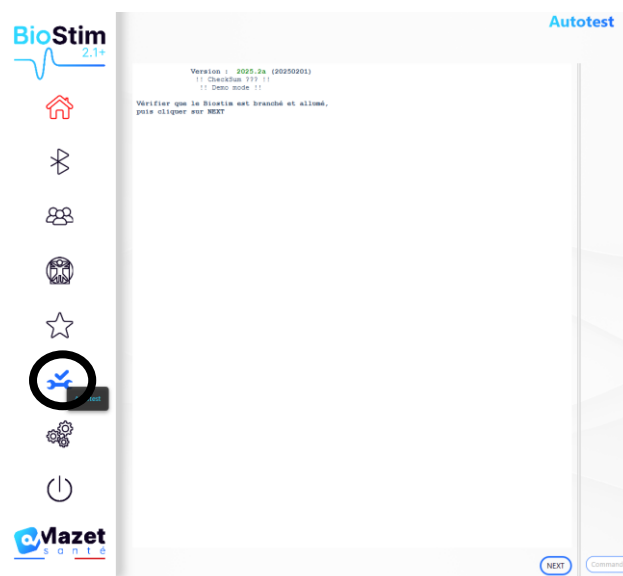 Autotest
BioStim
2.1+
Version : 2025.2a (20250201)
!! CheckSum ??? !!
!! Demo mode !!
Vérifier que le Biostim est branché et allumé,
puis cliquer sur NEXT
Mazet
santé
NEXT
Command